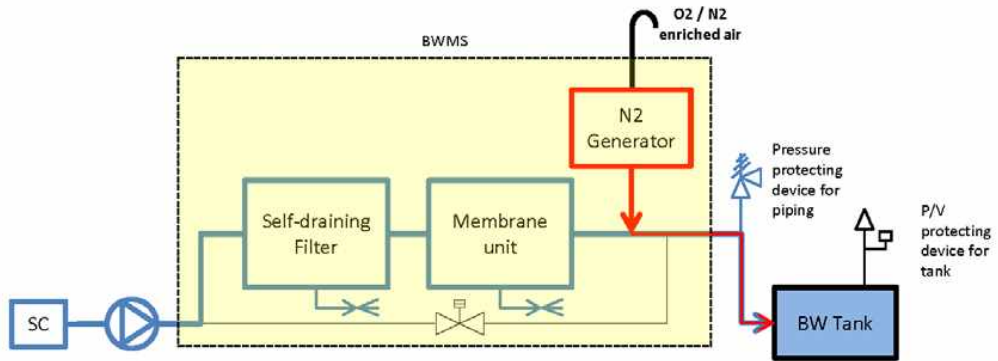 O2 / N2
enriched air
BWMS
N2
Generator
Pressure
protecting
device for
piping
Self-draining
Filter
Membrane
unit
P/V
protecting
device for
tank
SC
BW Tank